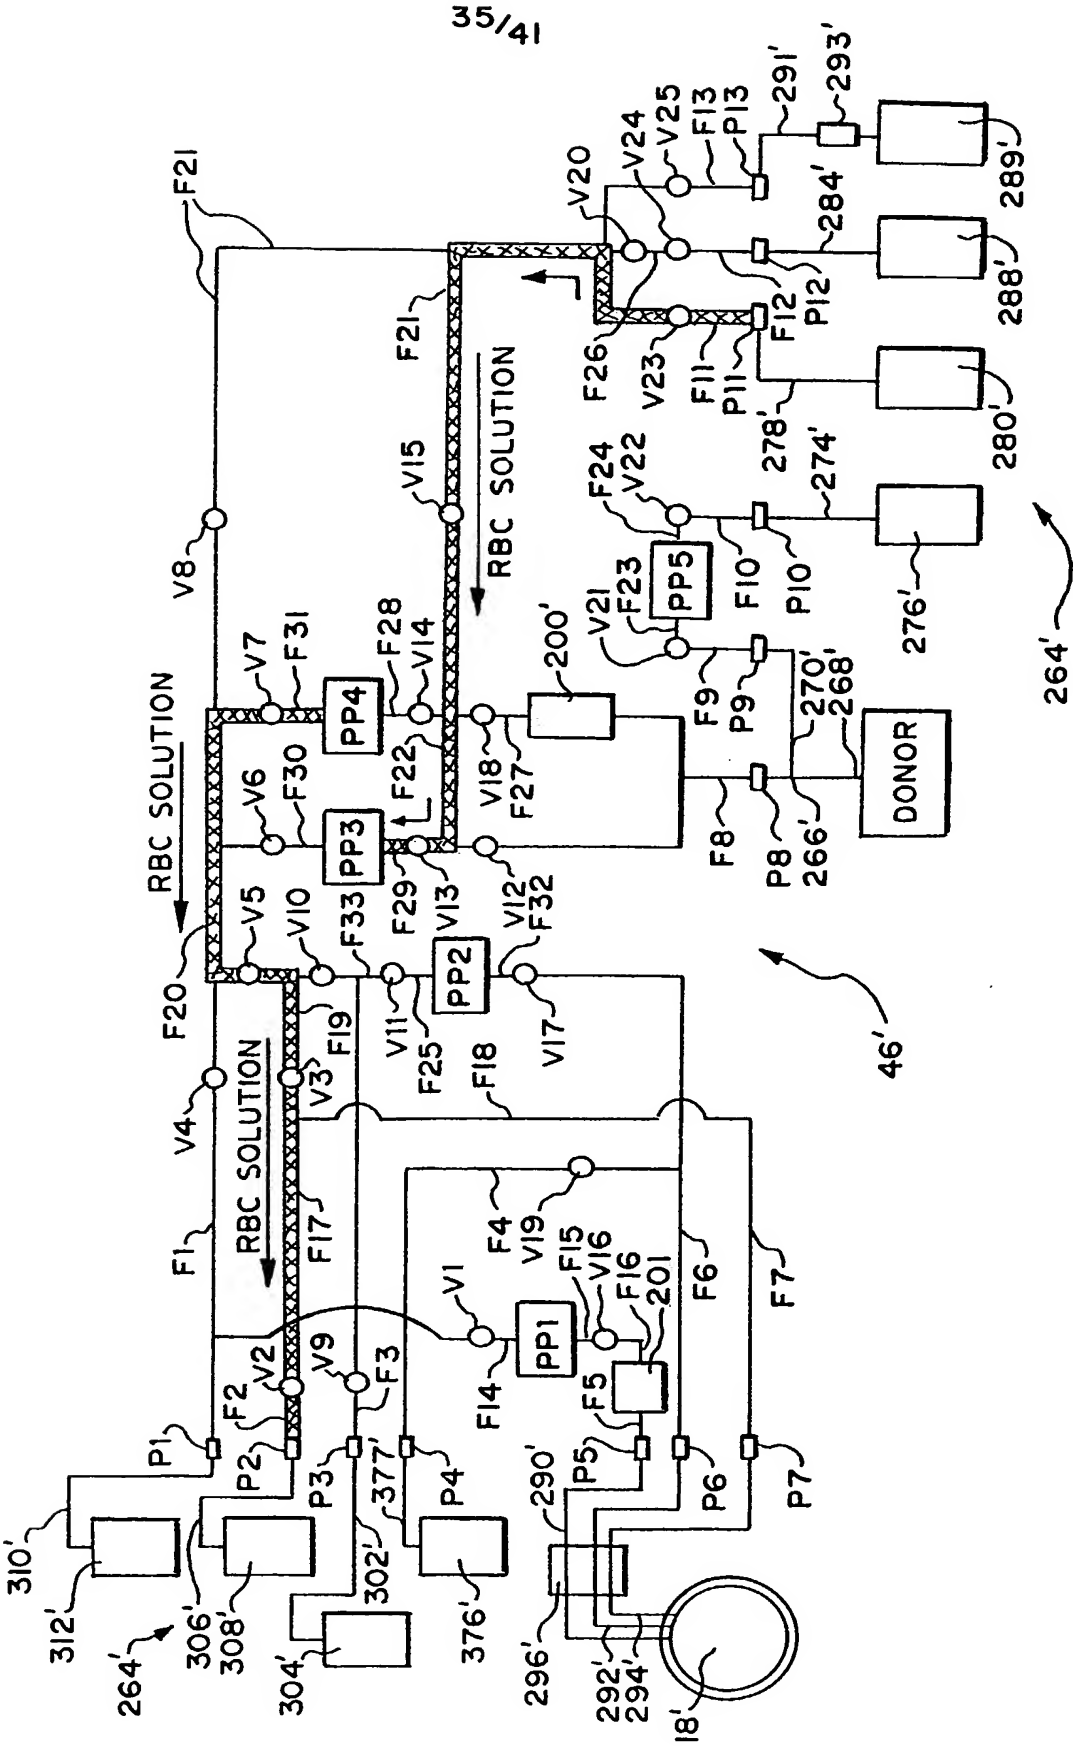 35/41
310'
312'
264'
306'
308'
304'
302'
377'
376'
296'
290'
292'
294'
18'
P1
P2
P3
P4
P5
P6
P7
F1
V4
F20
RBC SOLUTION
V7
F31
V8
F21
F2
V2
RBC SOLUTION
F17
V3
F19
V5
V6
F30
V10
F33
PP3
PP4
F28
V14
F22
V15
F21
V9
F3
F14
V1
PP1
F15
V16
F16
201
F5
F4
V19
F18
V11
F25
PP2
F32
V17
F29
V13
V12
V18
F27
200'
RBC SOLUTION
F6
F7
F8
P8
266'
268'
270'
DONOR
F9
P9
V21
F23
PP5
F24
V22
F10
P10
274'
276'
V23
F11
P11
278'
280'
F26
V20
V24
F12
P12
284'
288'
V25
F13
P13
291'
293'
289'
46'
264'